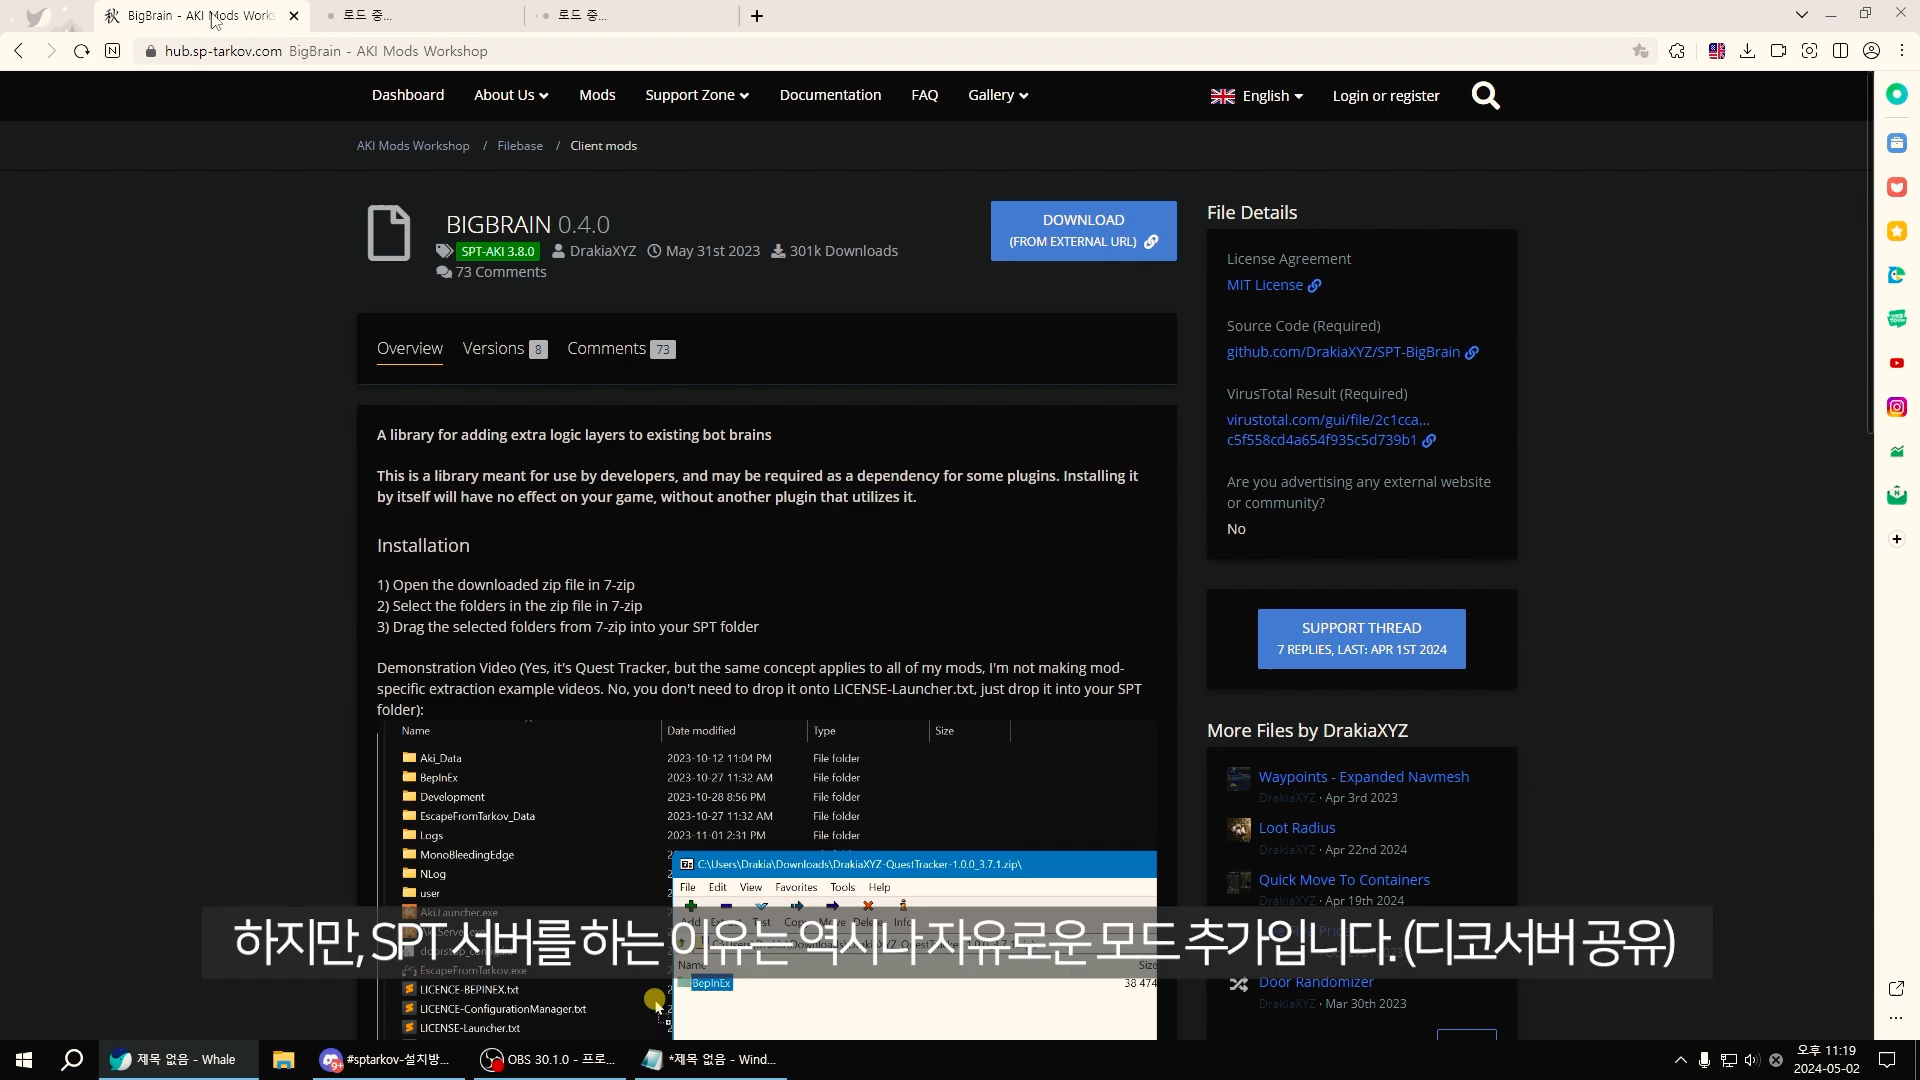 BigBrain - AKI Mods Works
로드 중...
로드 중...
hub.sp-tarkov.com BigBrain - AKI Mods Workshop
Dashboard About Us Mods Support Zone Documentation FAQ Gallery English Login or register
AKI Mods Workshop / Filebase / Client mods
BIGBRAIN 0.4.0
SPT-AKI 3.8.0 DrakiaXYZ May 31st 2023 301k Downloads
73 Comments
DOWNLOAD
(FROM EXTERNAL URL)
Overview Versions 8 Comments 73
A library for adding extra logic layers to existing bot brains
This is a library meant for use by developers, and may be required as a dependency for some plugins. Installing it
by itself will have no effect on your game, without another plugin that utilizes it.
Installation
1) Open the downloaded zip file in 7-zip
2) Select the folders in the zip file in 7-zip
3) Drag the selected folders from 7-zip into your SPT folder
Demonstration Video (Yes, it's Quest Tracker, but the same concept applies to all of my mods, I'm not making mod-
specific extraction example videos. No, you don't need to drop it onto LICENSE-Launcher.txt, just drop it into your SPT
folder):
Name Date modified Type Size
Aki_Data 2023-10-12 11:04 PM File folder
BepInEx 2023-10-27 11:32 AM File folder
Development 2023-10-28 8:56 PM File folder
EscapeFromTarkov_Data 2023-10-27 11:32 AM File folder
Logs 2023-11-01 2:31 PM File folder
MonoBleedingEdge
NLog
user
Aki.Launcher.exe
EscapeFromTarkov.exe
LICENCE-BEPINEX.txt
LICENCE-ConfigurationManager.txt
LICENSE-Launcher.txt
C:\Users\Drakia\Downloads\DrakiaXYZ-QuestTracker-1.0.0_3.7.1.zip\
File Edit View Favorites Tools Help
Name Size
BepInEx 38 474
File Details
License Agreement
MIT License
Source Code (Required)
github.com/DrakiaXYZ/SPT-BigBrain
VirusTotal Result (Required)
virustotal.com/gui/file/2c1cca...
c5f558cd4a654f935c5d739b1
Are you advertising any external website
or community?
No
SUPPORT THREAD
7 REPLIES, LAST: APR 1ST 2024
More Files by DrakiaXYZ
Waypoints - Expanded Navmesh
DrakiaXYZ · Apr 3rd 2023
Loot Radius
DrakiaXYZ · Apr 22nd 2024
Quick Move To Containers
DrakiaXYZ · Apr 19th 2024
Door Randomizer
DrakiaXYZ · Mar 30th 2023
하지만, SPT 서버를 하는 이유는 역시나 자유로운 모드 추가입니다. (디코서버 공유)
제목 없음 - Whale
#sptarkov-설치방...
OBS 30.1.0 - 프로...
*제목 없음 - Wind...
오후 11:19
2024-05-02